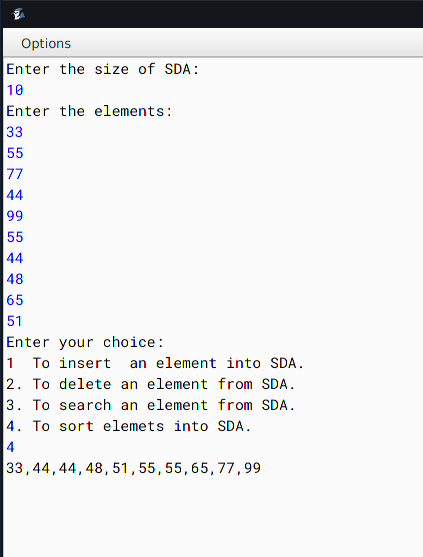 Options
Enter the size of SDA:
10
Enter the elements:
33
55
77
44
99
55
44
48
65
51
Enter your choice:
1  To insert  an element into SDA.
2. To delete an element from SDA.
3. To search an element from SDA.
4. To sort elemets into SDA.
4
33,44,44,48,51,55,55,65,77,99